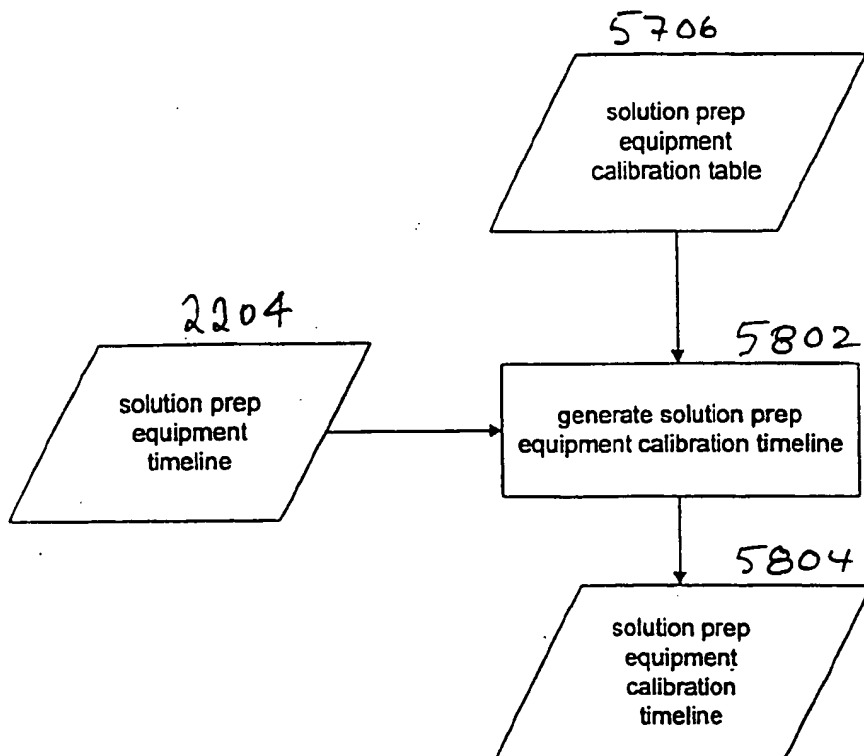 5706
solution prep
equipment
calibration table
2204
solution prep
equipment
timeline
5802
generate solution prep
equipment calibration timeline
5804
solution prep
equipment
calibration
timeline